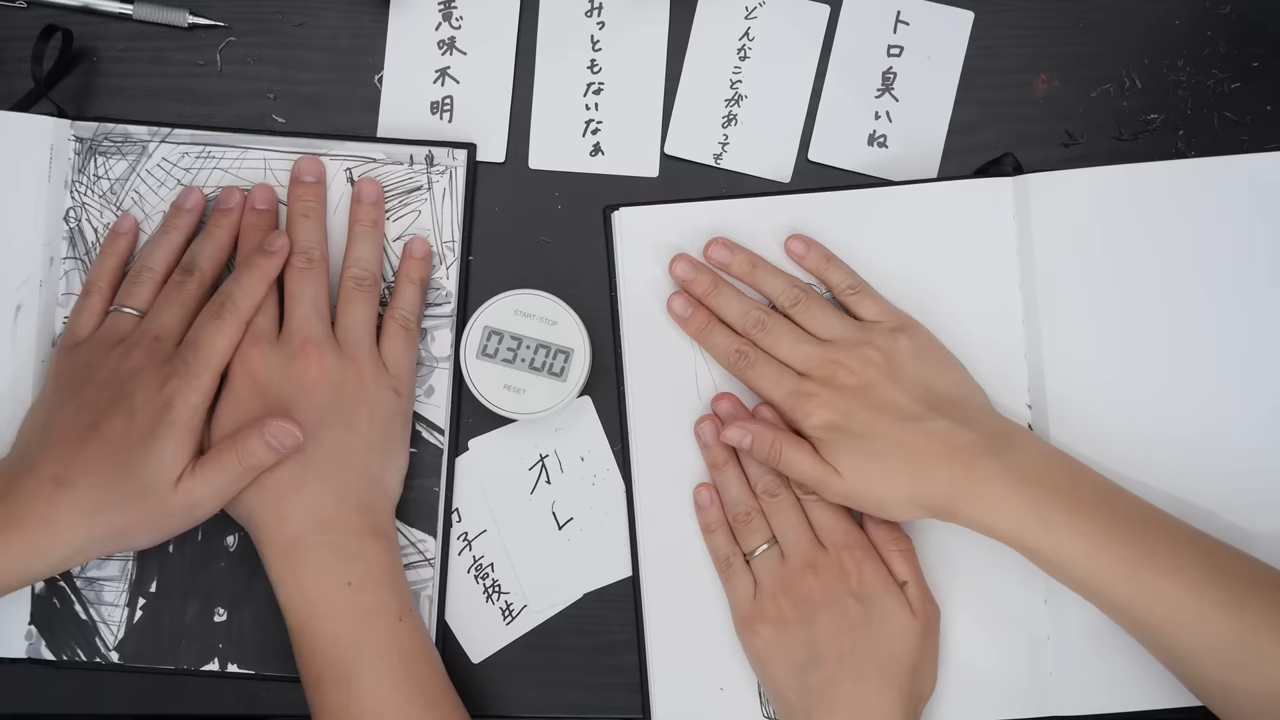 意味不明
みっともないなぁ
どんなことがあっても
トロ臭いね
START/STOP
03:00
RESET
オレ
子高校生